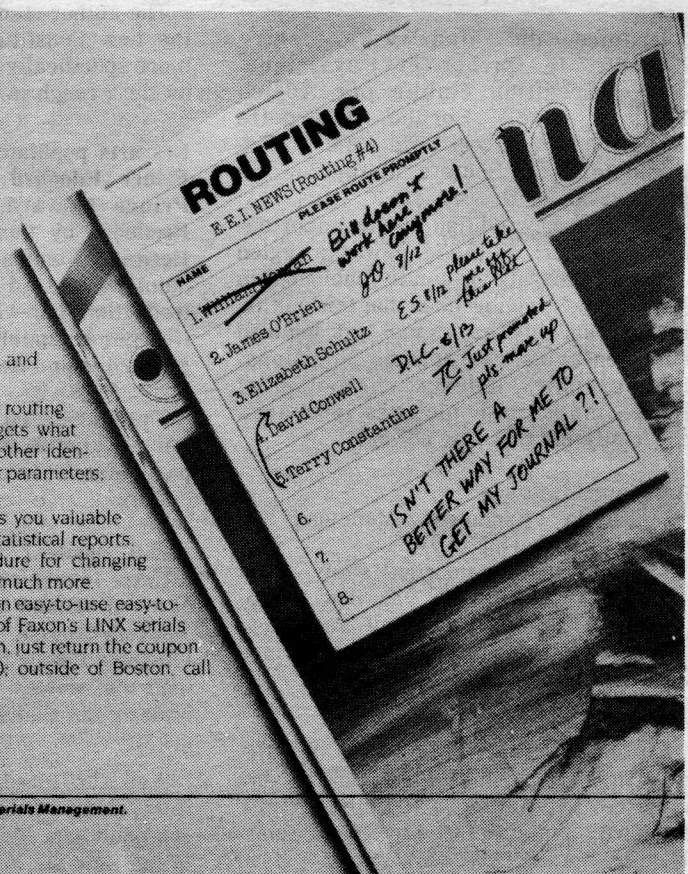 na
ROUTING
E.E.I. NEWS (Routing #4)
PLEASE ROUTE PROMPTLY
NAME
1. William
Bill doesn't
work here
anymore!
2. James O'Brien
JO 8/12
3. Elizabeth Schultz
E.S. 8/12 please take
me off
this list
4. David Conwell
D.L.C. 8/13
5. Terry Constantine
TC Just promoted
pls move up
6.
7.
8.
ISN'T THERE A
BETTER WAY FOR ME TO
GET MY JOURNAL?!
and
routing
gets what
other iden-
parameters,
s you valuable
tatistical reports,
dure for changing
much more.
n easy-to-use, easy-to-
of Faxon's LINX serials
n, just return the coupon
0); outside of Boston, call
erials Management.